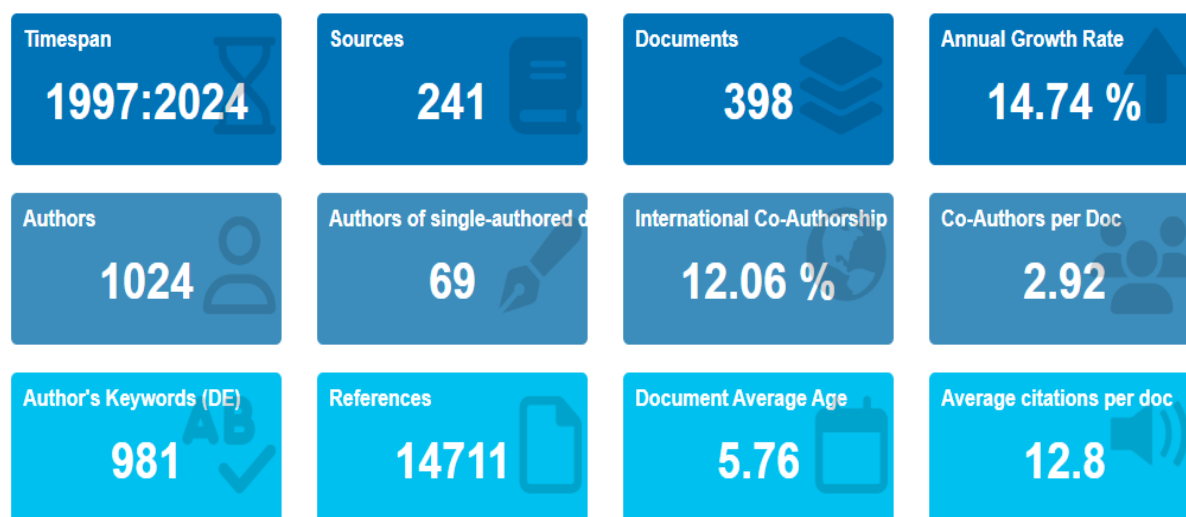 Timespan
1997:2024
Sources
241
Documents
398
Annual Growth Rate
14.74 %
Authors
1024
Authors of single-authored d
69
International Co-Authorship
12.06 %
Co-Authors per Doc
2.92
Author's Keywords (DE)
AB
981
References
14711
Document Average Age
5.76
Average citations per doc
12.8